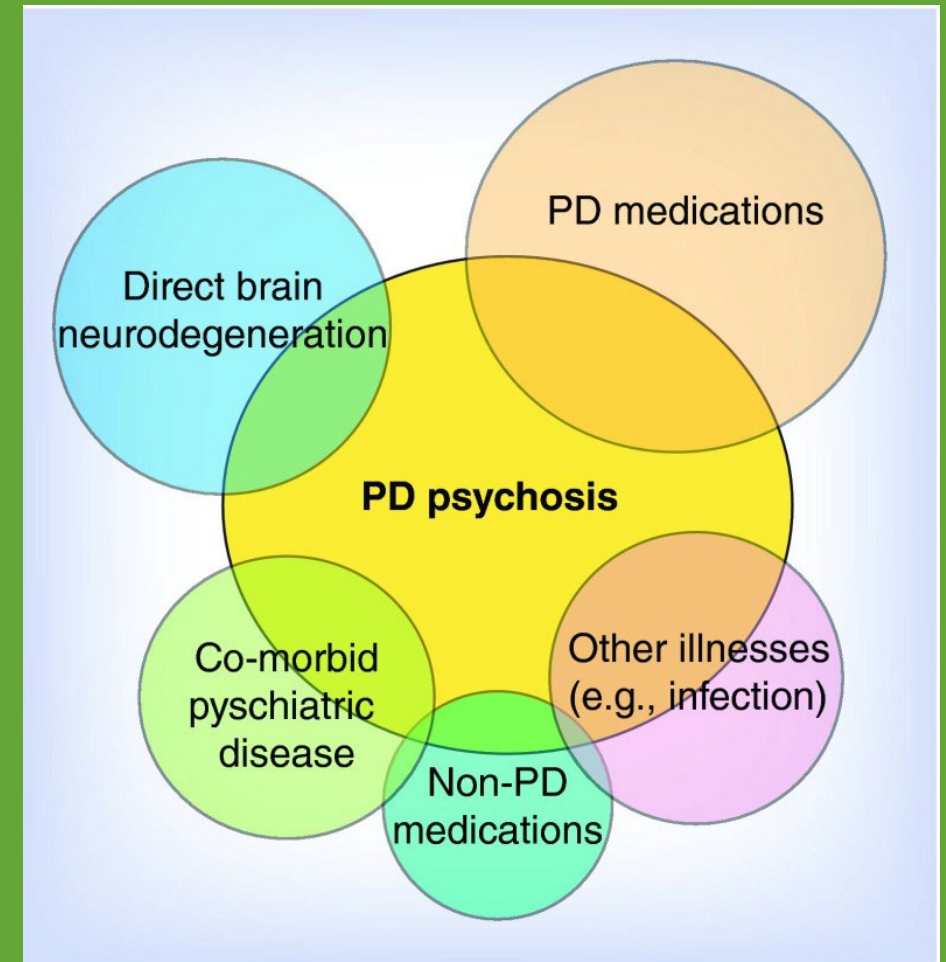 PD medications
Direct brain
neurodegeneration
PD psychosis
Co-morbid
pyschiatric
disease
Other illnesses
(e.g., infection)
Non-PD
medications